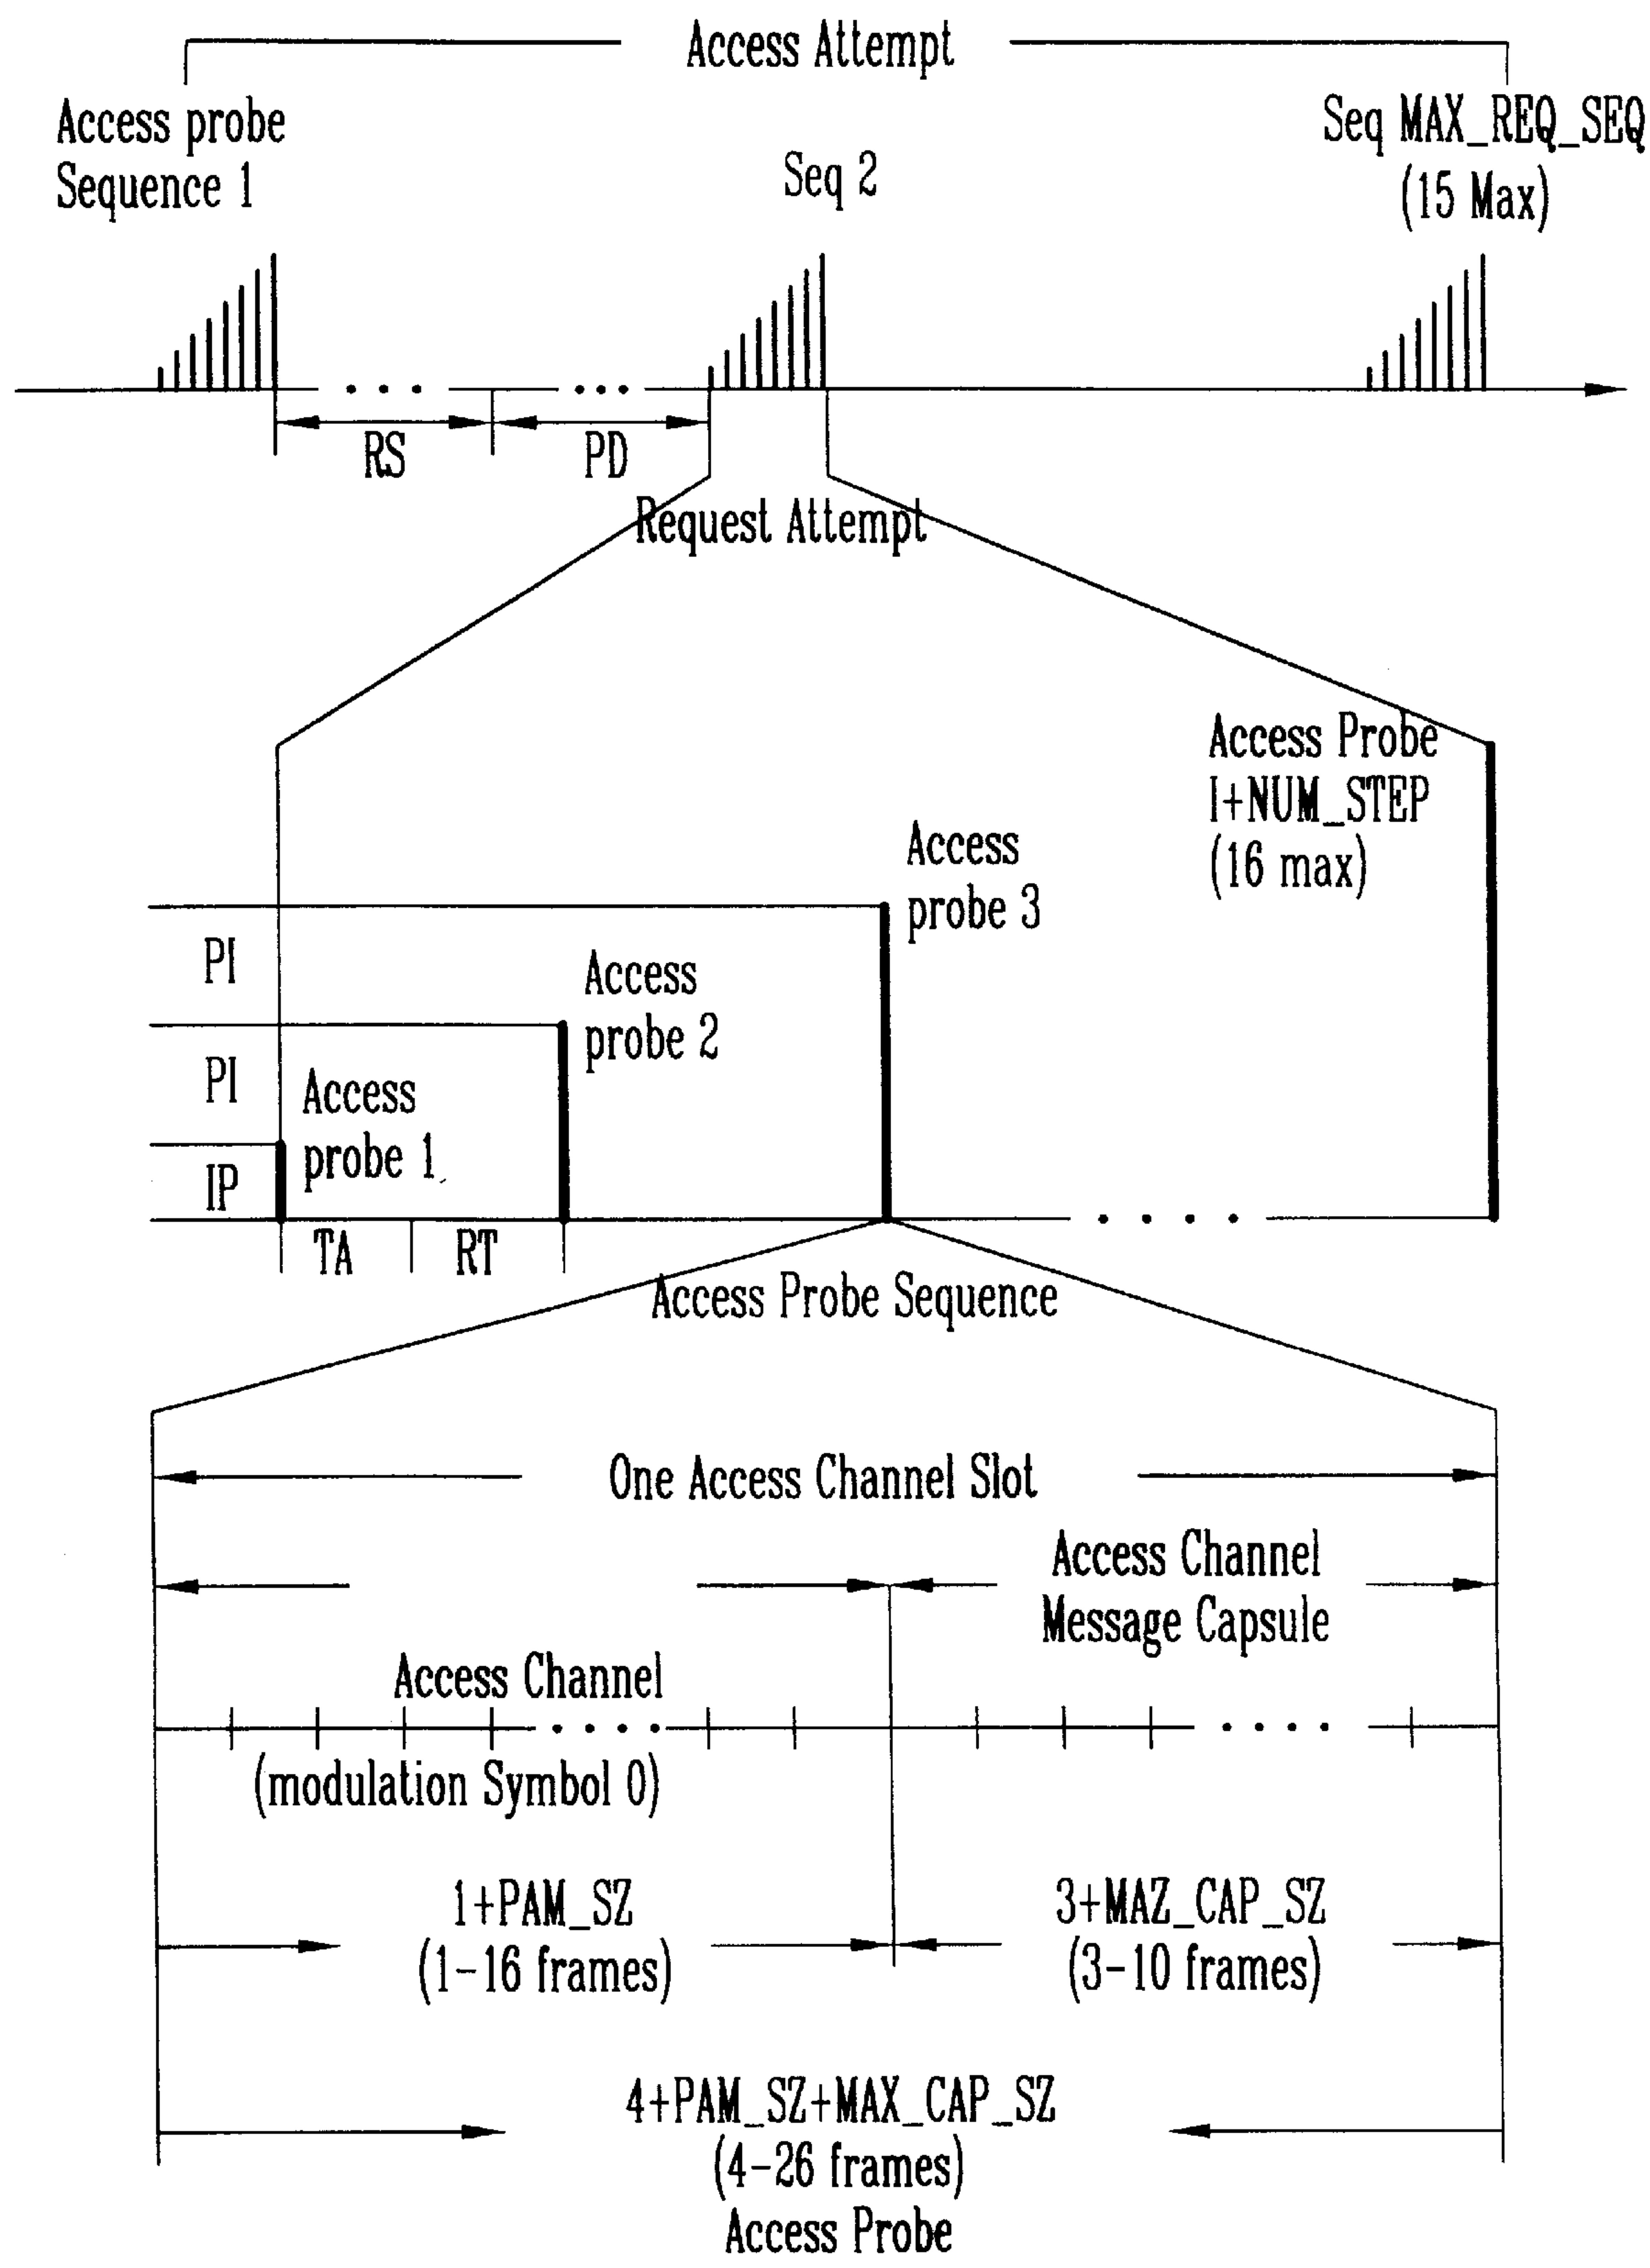 Access Attempt
Access probe
Sequence 1
Seq 2
Seq MAX_REQ_SEQ
(15 Max)
RS
PD
Request Attempt
Access Probe
I+NUM_STEP
(16 max)
Access
probe 3
PI
Access
probe 2
PI
Access
probe 1
IP
TA
RT
Access Probe Sequence
One Access Channel Slot
Access Channel
Message Capsule
Access Channel
(modulation Symbol 0)
1+PAM_SZ
(1-16 frames)
3+MAZ_CAP_SZ
(3-10 frames)
4+PAM_SZ+MAX_CAP_SZ
(4-26 frames)
Access Probe